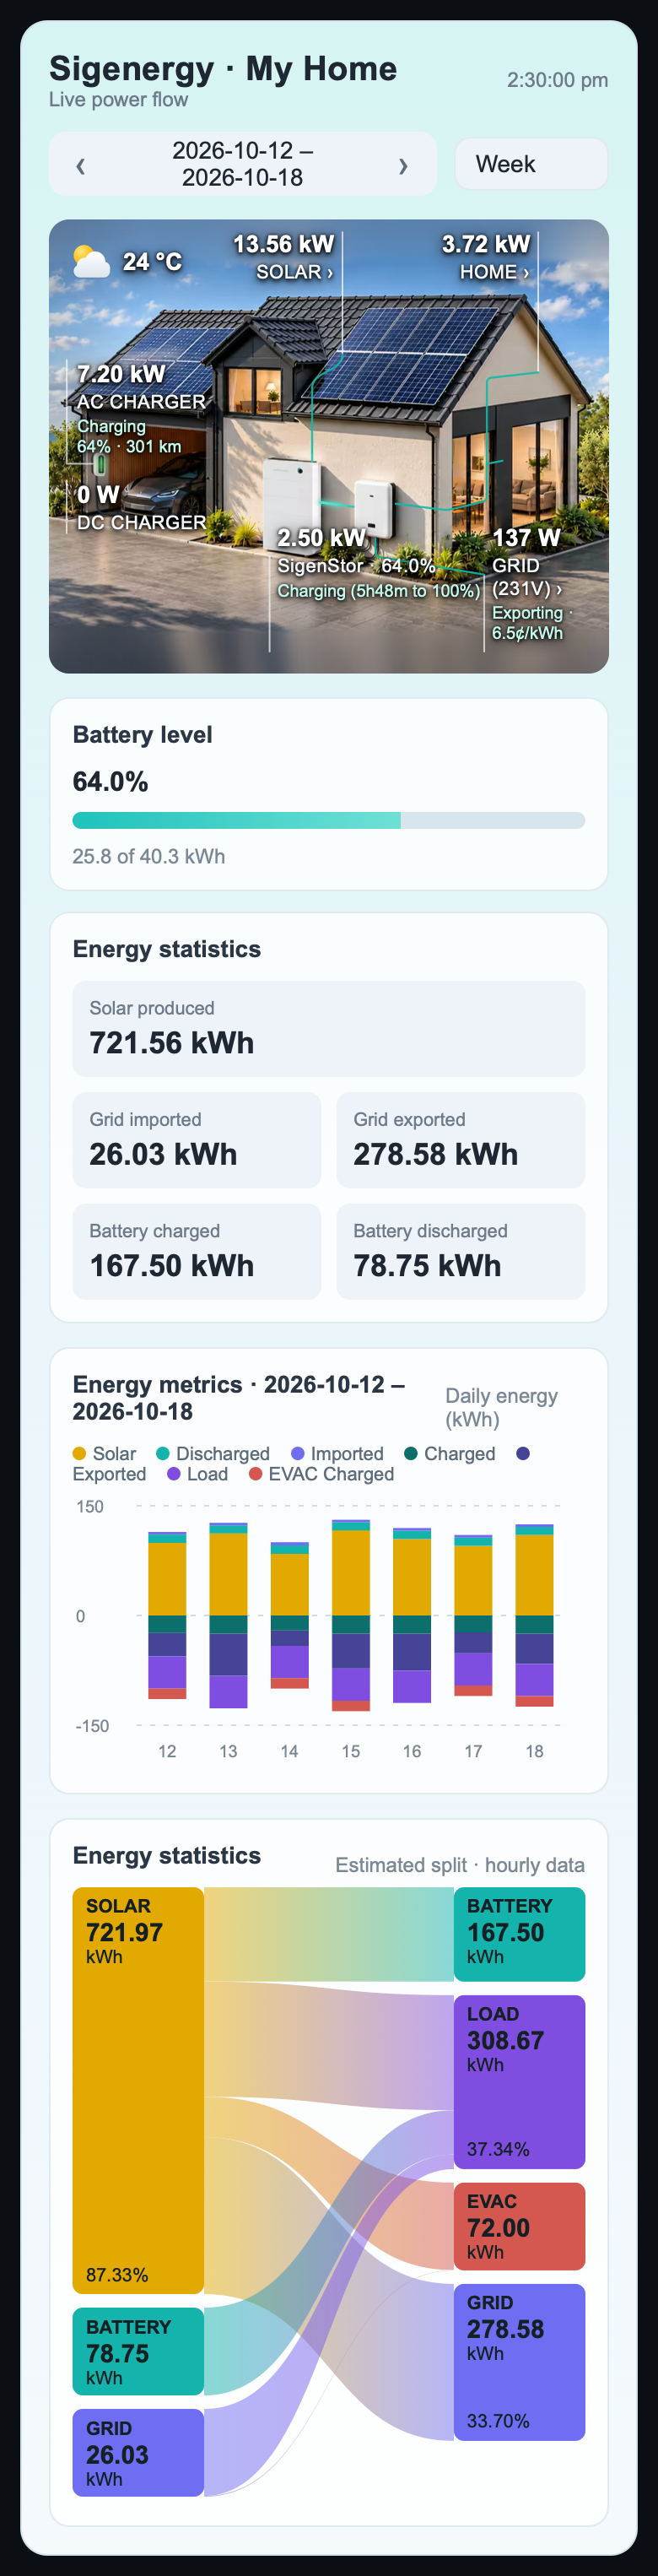 Sigenergy · My Home
Live power flow
2:30:00 pm
‹
2026-10-12 –
2026-10-18
›
Week
24 °C
13.56 kW
SOLAR ›
3.72 kW
HOME ›
7.20 kW
AC CHARGER
Charging
64% · 301 km
0 W
DC CHARGER
2.50 kW
SigenStor · 64.0%
Charging (5h48m to 100%)
137 W
GRID
(231V) ›
Exporting ·
6.5¢/kWh
Battery level
64.0%
25.8 of 40.3 kWh
Energy statistics
Solar produced
721.56 kWh
Grid imported
26.03 kWh
Grid exported
278.58 kWh
Battery charged
167.50 kWh
Battery discharged
78.75 kWh
Energy metrics · 2026-10-12 –
2026-10-18
Daily energy
(kWh)
Solar Discharged Imported Charged
Exported Load EVAC Charged
150
0
-150
12 13 14 15 16 17 18
Energy statistics
Estimated split · hourly data
SOLAR
721.97
kWh
87.33%
BATTERY
78.75
kWh
GRID
26.03
kWh
BATTERY
167.50
kWh
LOAD
308.67
kWh
37.34%
EVAC
72.00
kWh
GRID
278.58
kWh
33.70%